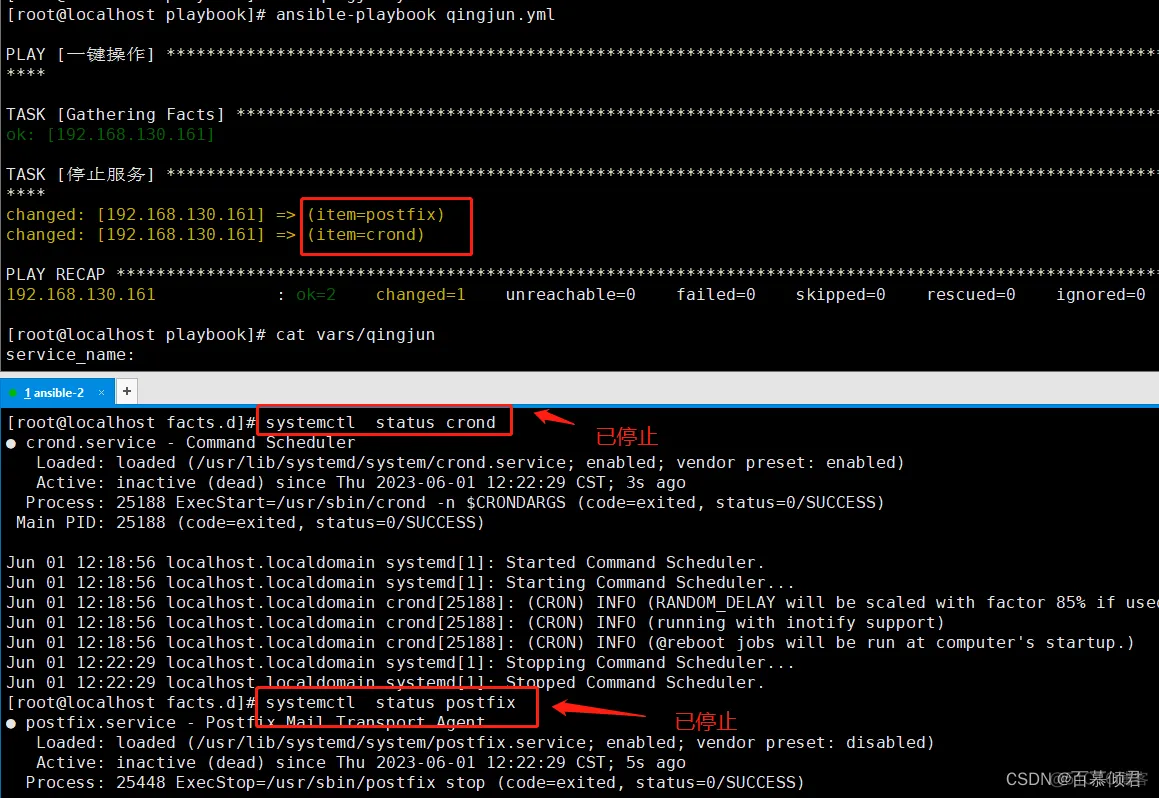 [root@localhost playbook]# ansible-playbook qingjun.yml
PLAY [一键操作] ***************************************************************************************************
****
TASK [Gathering Facts] ********************************************************************************************
ok: [192.168.130.161]
TASK [停止服务] ***************************************************************************************************
****
changed: [192.168.130.161] => (item=postfix)
changed: [192.168.130.161] => (item=crond)
PLAY RECAP ********************************************************************************************************
192.168.130.161            : ok=2    changed=1    unreachable=0    failed=0    skipped=0    rescued=0    ignored=0
[root@localhost playbook]# cat vars/qingjun
service_name:
1 ansible-2 × +
[root@localhost facts.d]# systemctl  status crond
已停止
● crond.service - Command Scheduler
   Loaded: loaded (/usr/lib/systemd/system/crond.service; enabled; vendor preset: enabled)
   Active: inactive (dead) since Thu 2023-06-01 12:22:29 CST; 3s ago
  Process: 25188 ExecStart=/usr/sbin/crond -n $CRONDARGS (code=exited, status=0/SUCCESS)
 Main PID: 25188 (code=exited, status=0/SUCCESS)
Jun 01 12:18:56 localhost.localdomain systemd[1]: Started Command Scheduler.
Jun 01 12:18:56 localhost.localdomain systemd[1]: Starting Command Scheduler...
Jun 01 12:18:56 localhost.localdomain crond[25188]: (CRON) INFO (RANDOM_DELAY will be scaled with factor 85% if used
Jun 01 12:18:56 localhost.localdomain crond[25188]: (CRON) INFO (running with inotify support)
Jun 01 12:18:56 localhost.localdomain crond[25188]: (CRON) INFO (@reboot jobs will be run at computer's startup.)
Jun 01 12:22:29 localhost.localdomain systemd[1]: Stopping Command Scheduler...
Jun 01 12:22:29 localhost.localdomain systemd[1]: Stopped Command Scheduler.
[root@localhost facts.d]# systemctl  status postfix
已停止
● postfix.service - Postfix Mail Transport Agent
   Loaded: loaded (/usr/lib/systemd/system/postfix.service; enabled; vendor preset: disabled)
   Active: inactive (dead) since Thu 2023-06-01 12:22:29 CST; 5s ago
  Process: 25448 ExecStop=/usr/sbin/postfix stop (code=exited, status=0/SUCCESS)
CSDN @百慕倾君